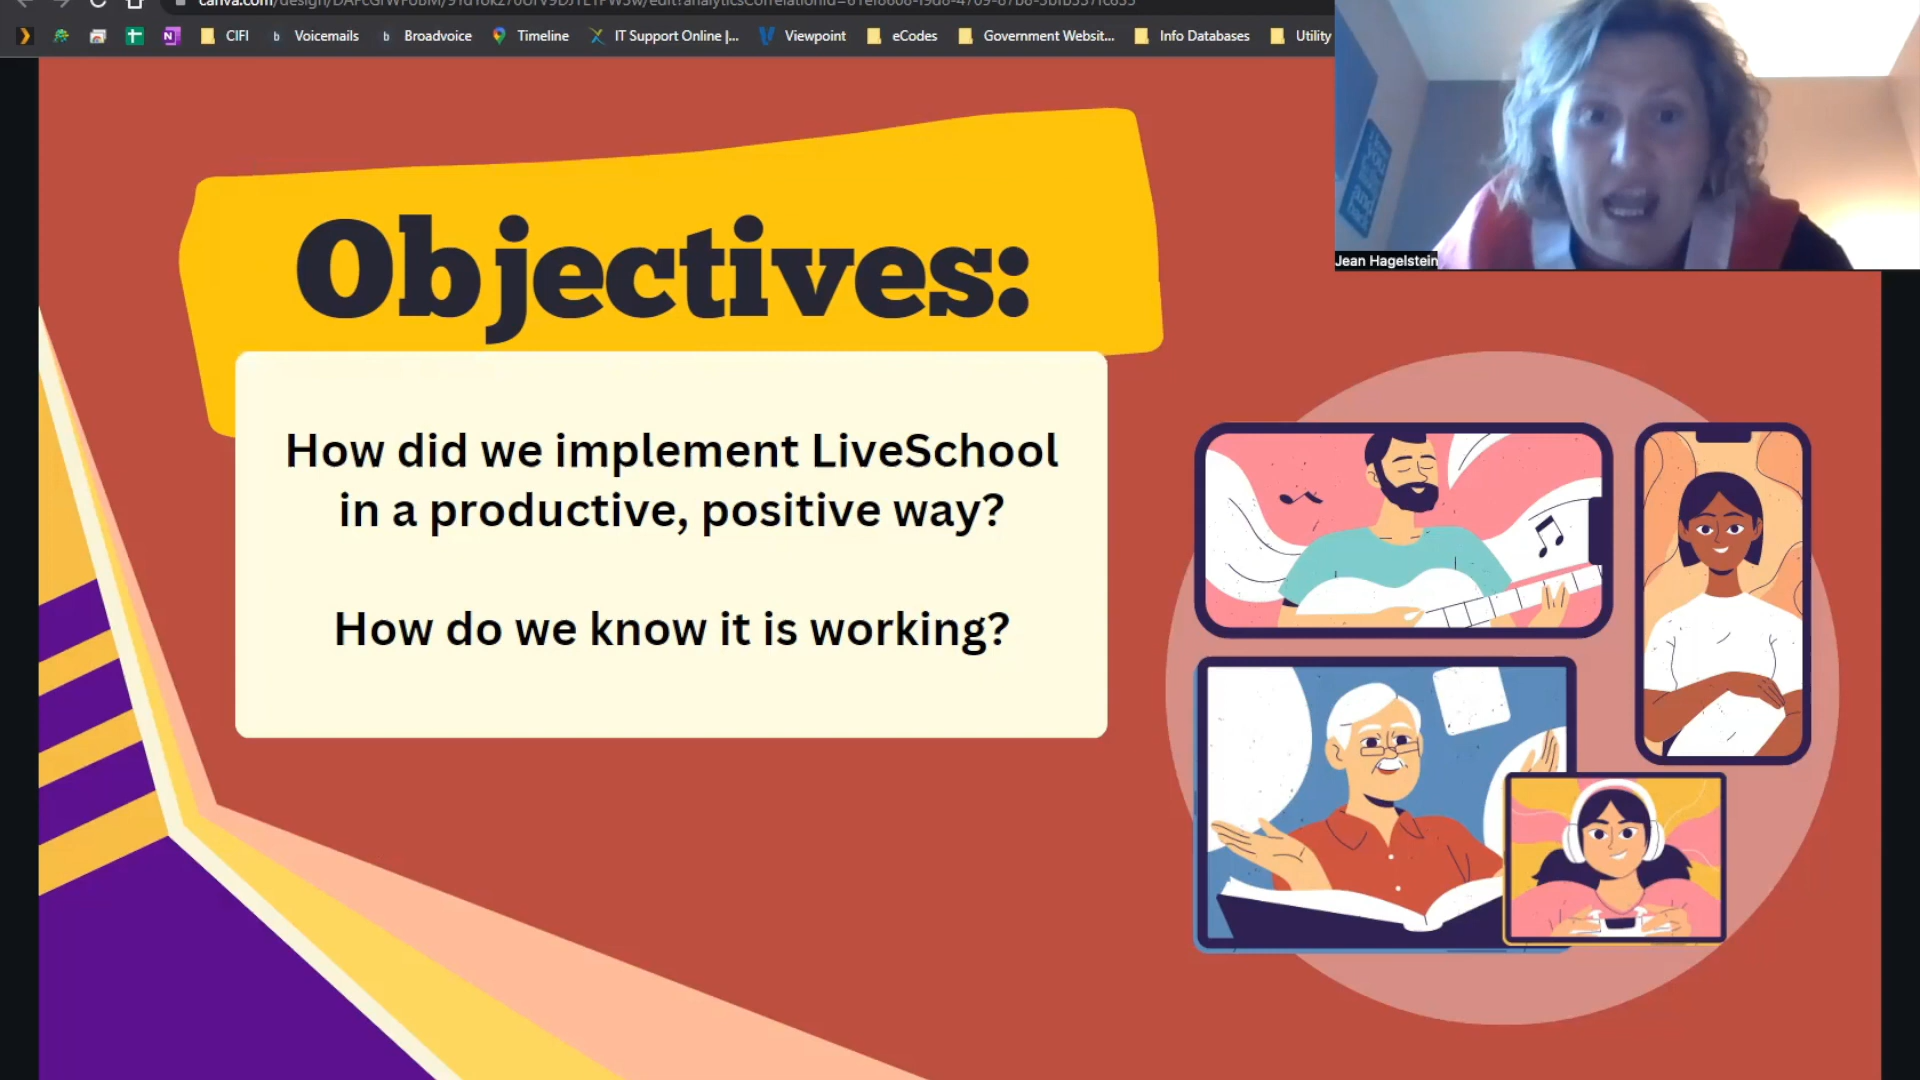 CIFI Voicemails Broadvoice Timeline IT Support Online |... Viewpoint eCodes Government Websit... Info Databases Utility
Jean Hagelstein
Objectives:
How did we implement LiveSchool
in a productive, positive way?
How do we know it is working?